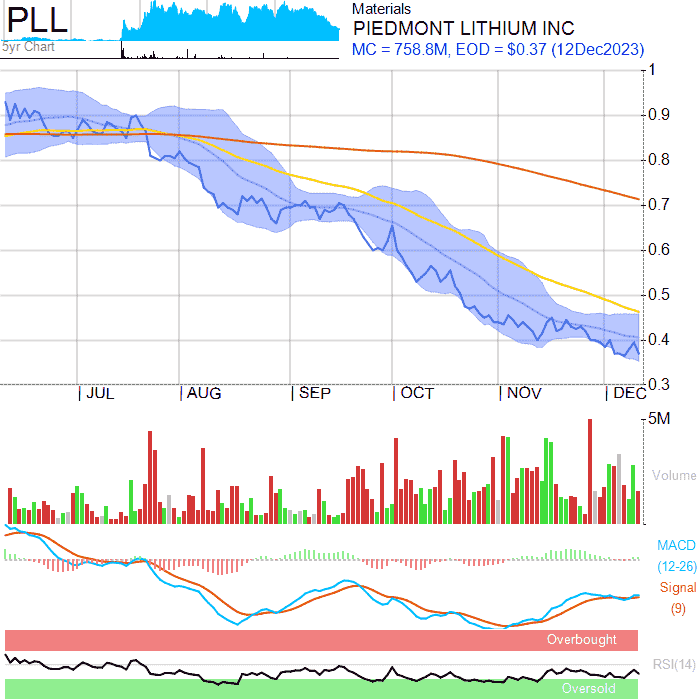 PLL
5yr Chart
Materials
PIEDMONT LITHIUM INC
MC = 758.8M, EOD = $0.37 (12Dec2023)
1
0.9
0.8
0.7
0.6
0.5
0.4
0.3
JUL AUG SEP OCT NOV DEC
5M
Volume
MACD
(12-26)
Signal
(9)
Overbought
RSI(14)
Oversold